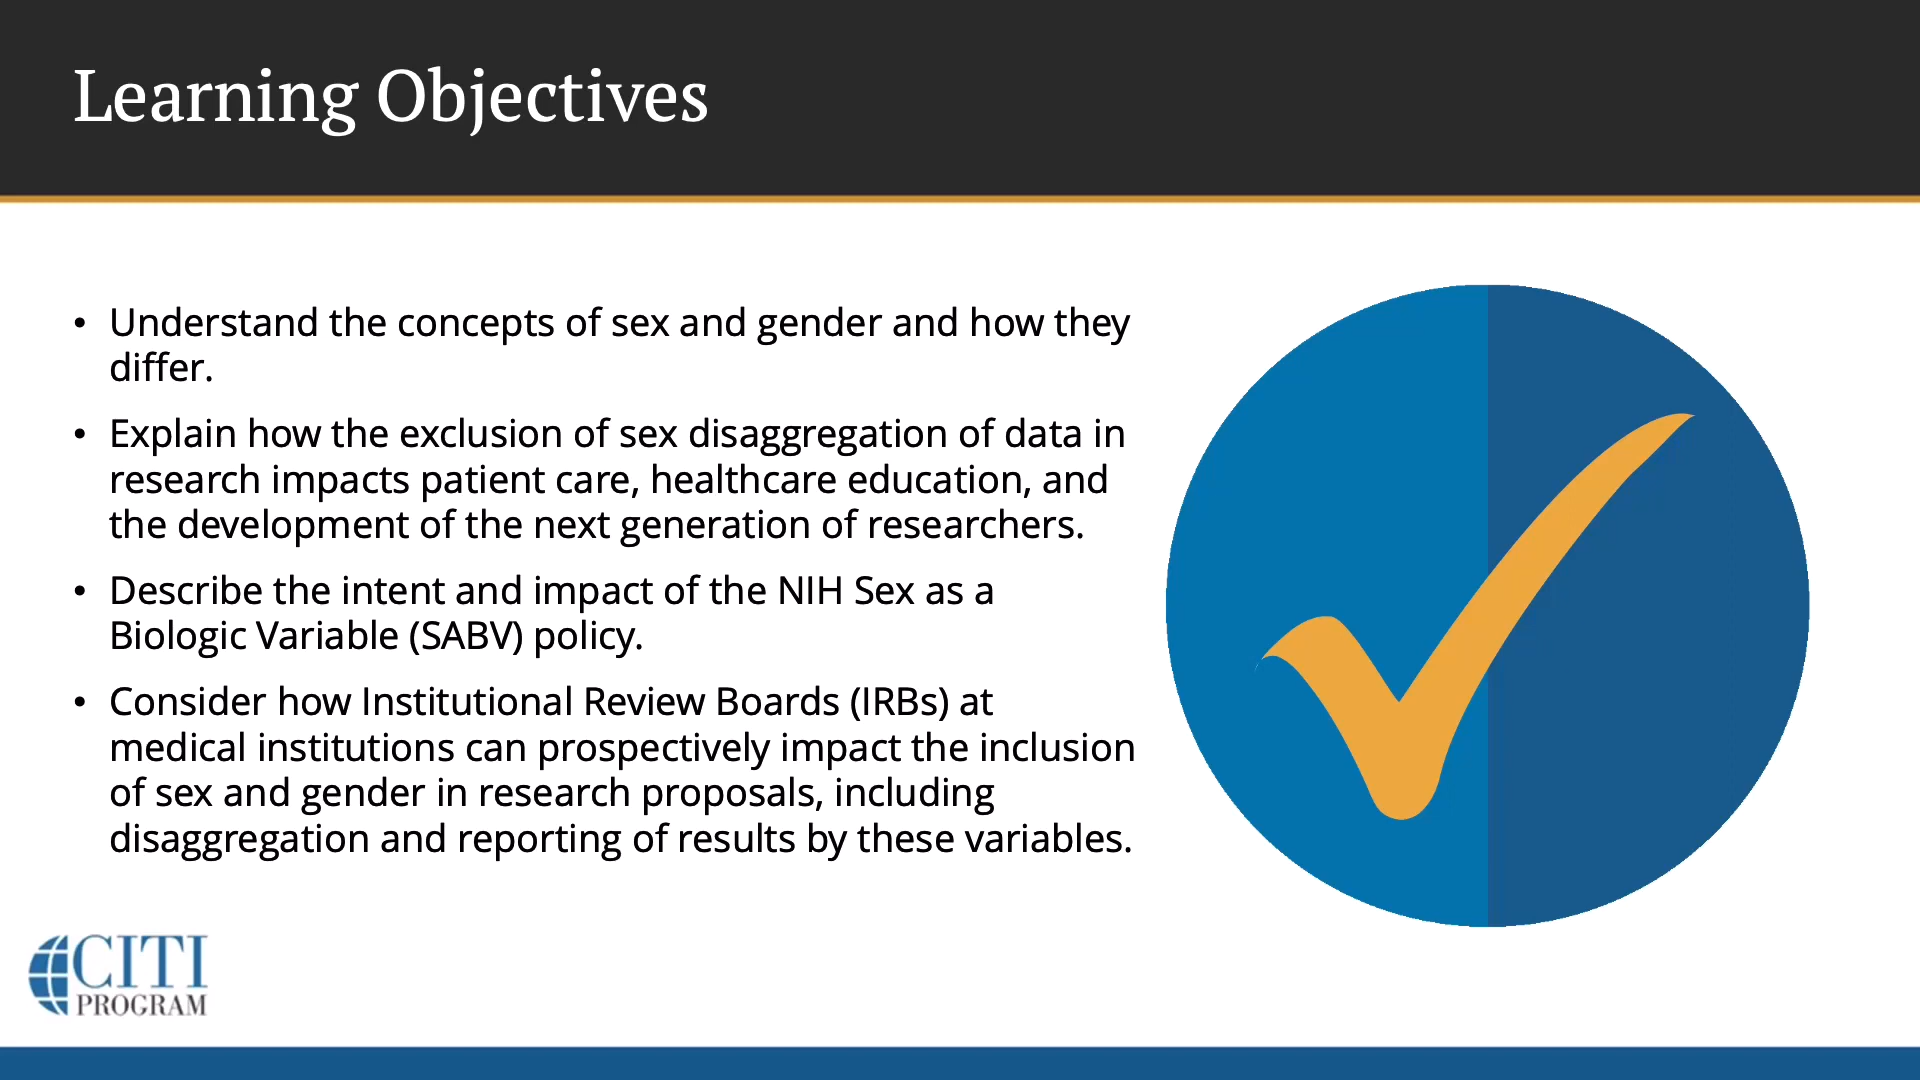 Learning Objectives
• Understand the concepts of sex and gender and how they
differ.
• Explain how the exclusion of sex disaggregation of data in
research impacts patient care, healthcare education, and
the development of the next generation of researchers.
• Describe the intent and impact of the NIH Sex as a
Biologic Variable (SABV) policy.
• Consider how Institutional Review Boards (IRBs) at
medical institutions can prospectively impact the inclusion
of sex and gender in research proposals, including
disaggregation and reporting of results by these variables.
CITI
PROGRAM